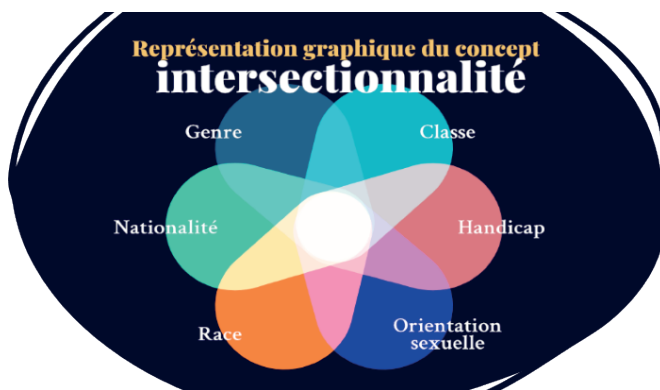 Représentation graphique du concept
intersectionnalité
Genre
Classe
Nationalité
Handicap
Race
Orientation
sexuelle